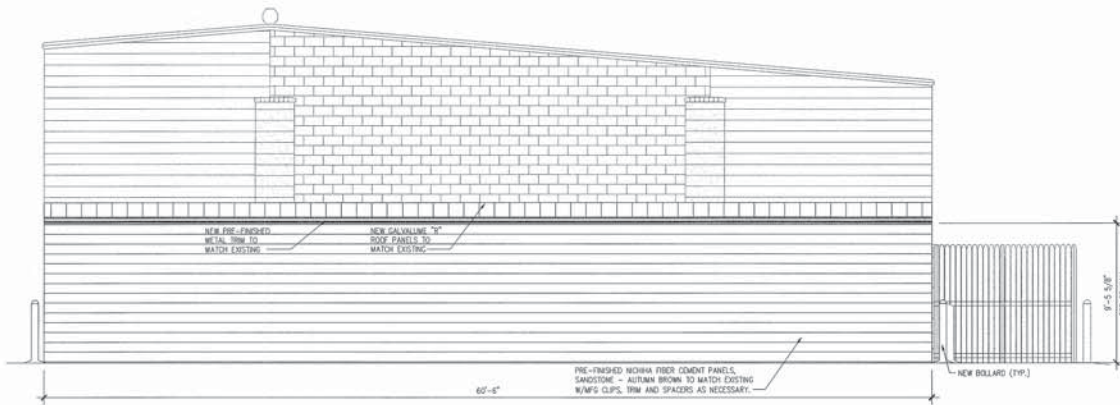 NEW PRE-FINISHED
METAL TRIM TO
MATCH EXISTING
NEW GALVALUME "R"
ROOF PANELS TO
MATCH EXISTING
9'-5 5/8"
PRE-FINISHED NICHIHA FIBER CEMENT PANELS,
SANDSTONE - AUTUMN BROWN TO MATCH EXISTING
W/MFG CLIPS, TRIM AND SPACERS AS NECESSARY.
NEW BOLLARD (TYP.)
60'-6"